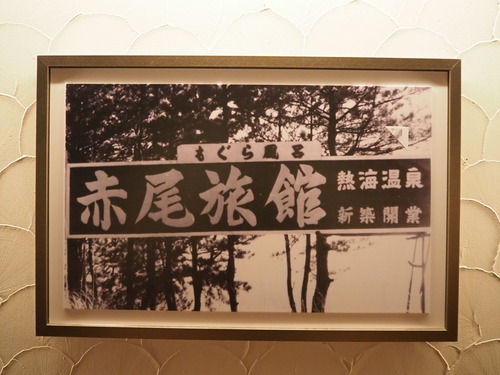 もぐら風呂
赤尾旅館
熱海温泉
新築開業